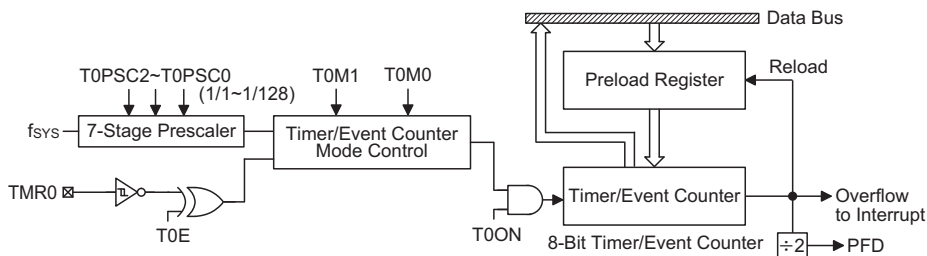 Data Bus
Preload Register
Reload
T0PSC2~T0PSC0
(1/1~1/128)
T0M1
T0M0
fSYS
7-Stage Prescaler
Timer/Event Counter
Mode Control
TMR0
T0E
T0ON
Timer/Event Counter
8-Bit Timer/Event Counter
Overflow
to Interrupt
÷2
PFD